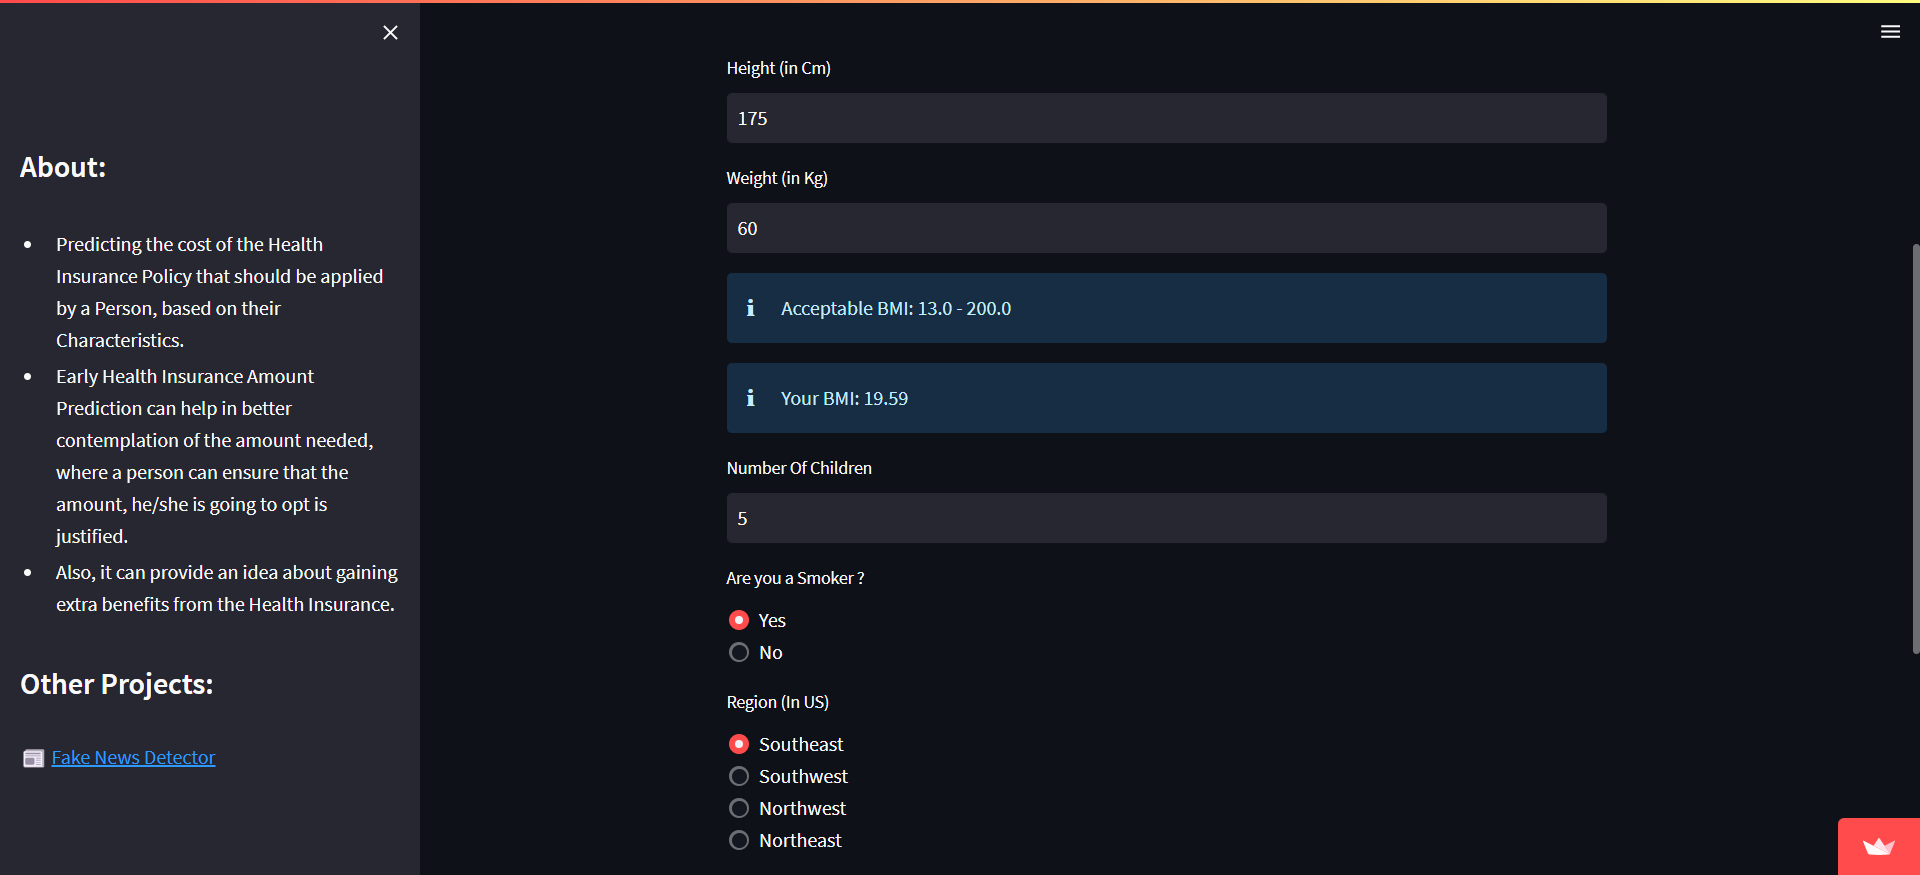 About:
Predicting the cost of the Health
Insurance Policy that should be applied
by a Person, based on their
Characteristics.
Early Health Insurance Amount
Prediction can help in better
contemplation of the amount needed,
where a person can ensure that the
amount, he/she is going to opt is
justified.
Also, it can provide an idea about gaining
extra benefits from the Health Insurance.
Other Projects:
Fake News Detector
Height (in Cm)
175
Weight (in Kg)
60
Acceptable BMI: 13.0 - 200.0
Your BMI: 19.59
Number Of Children
5
Are you a Smoker ?
Yes
No
Region (In US)
Southeast
Southwest
Northwest
Northeast